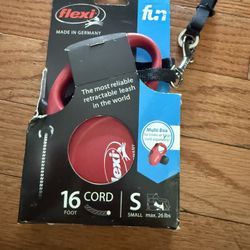 flexi
MADE IN GERMANY
fun
The most reliable
retractable leash
in the world
Multi Box
flexi
16 CORD
FOOT
S
SMALL max. 26 lbs